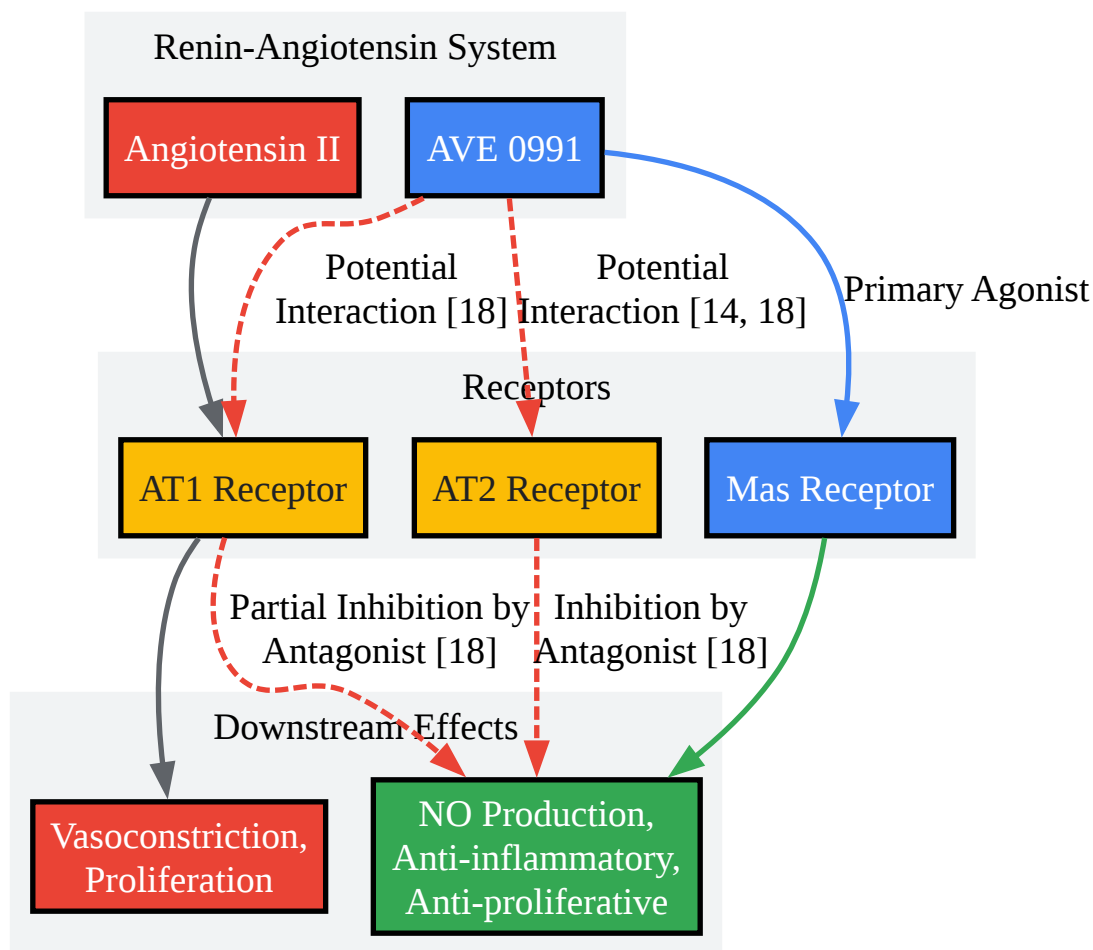 Renin-Angiotensin System
Angiotensin II
AVE 0991
Potential
Interaction [18]
Potential
Interaction [14, 18]
Primary Agonist
Receptors
AT1 Receptor
AT2 Receptor
Mas Receptor
Partial Inhibition by
Antagonist [18]
Inhibition by
Antagonist [18]
Downstream Effects
Vasoconstriction,
Proliferation
NO Production,
Anti-inflammatory,
Anti-proliferative